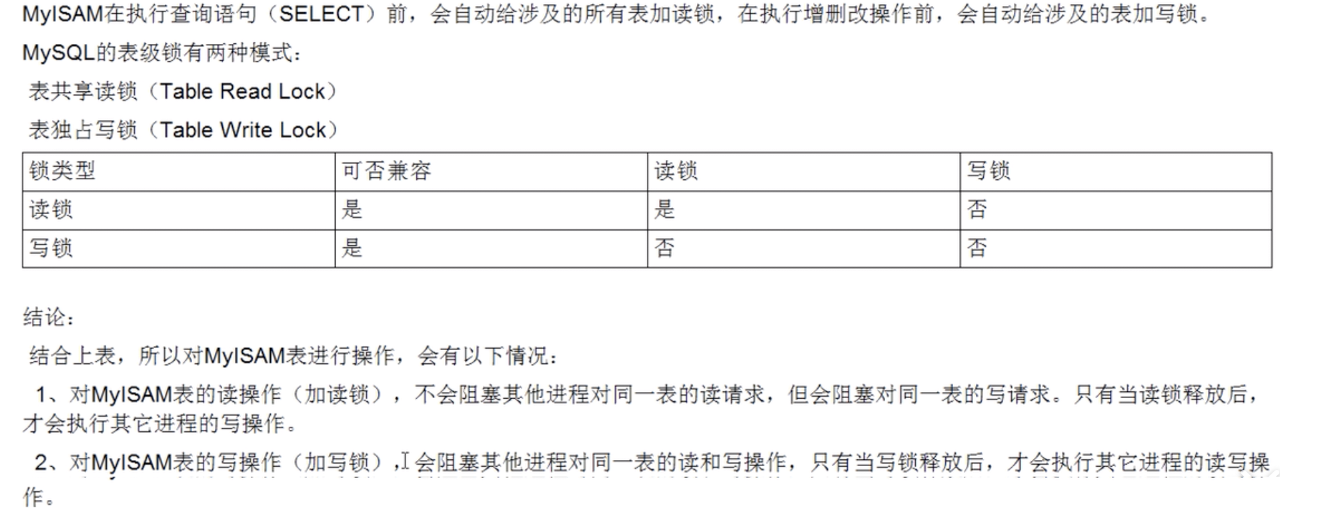 MyISAM在执行查询语句（SELECT）前，会自动给涉及的所有表加读锁，在执行增删改操作前，会自动给涉及的表加写锁。
MySQL的表级锁有两种模式：
表共享读锁（Table Read Lock）
表独占写锁（Table Write Lock）
锁类型 可否兼容 读锁 写锁
读锁 是 是 否
写锁 是 否 否
结论：
结合上表，所以对MyISAM表进行操作，会有以下情况：
1、对MyISAM表的读操作（加读锁），不会阻塞其他进程对同一表的读请求，但会阻塞对同一表的写请求。只有当读锁释放后，
才会执行其它进程的写操作。
2、对MyISAM表的写操作（加写锁），会阻塞其他进程对同一表的读和写操作，只有当写锁释放后，才会执行其它进程的读写操
作。